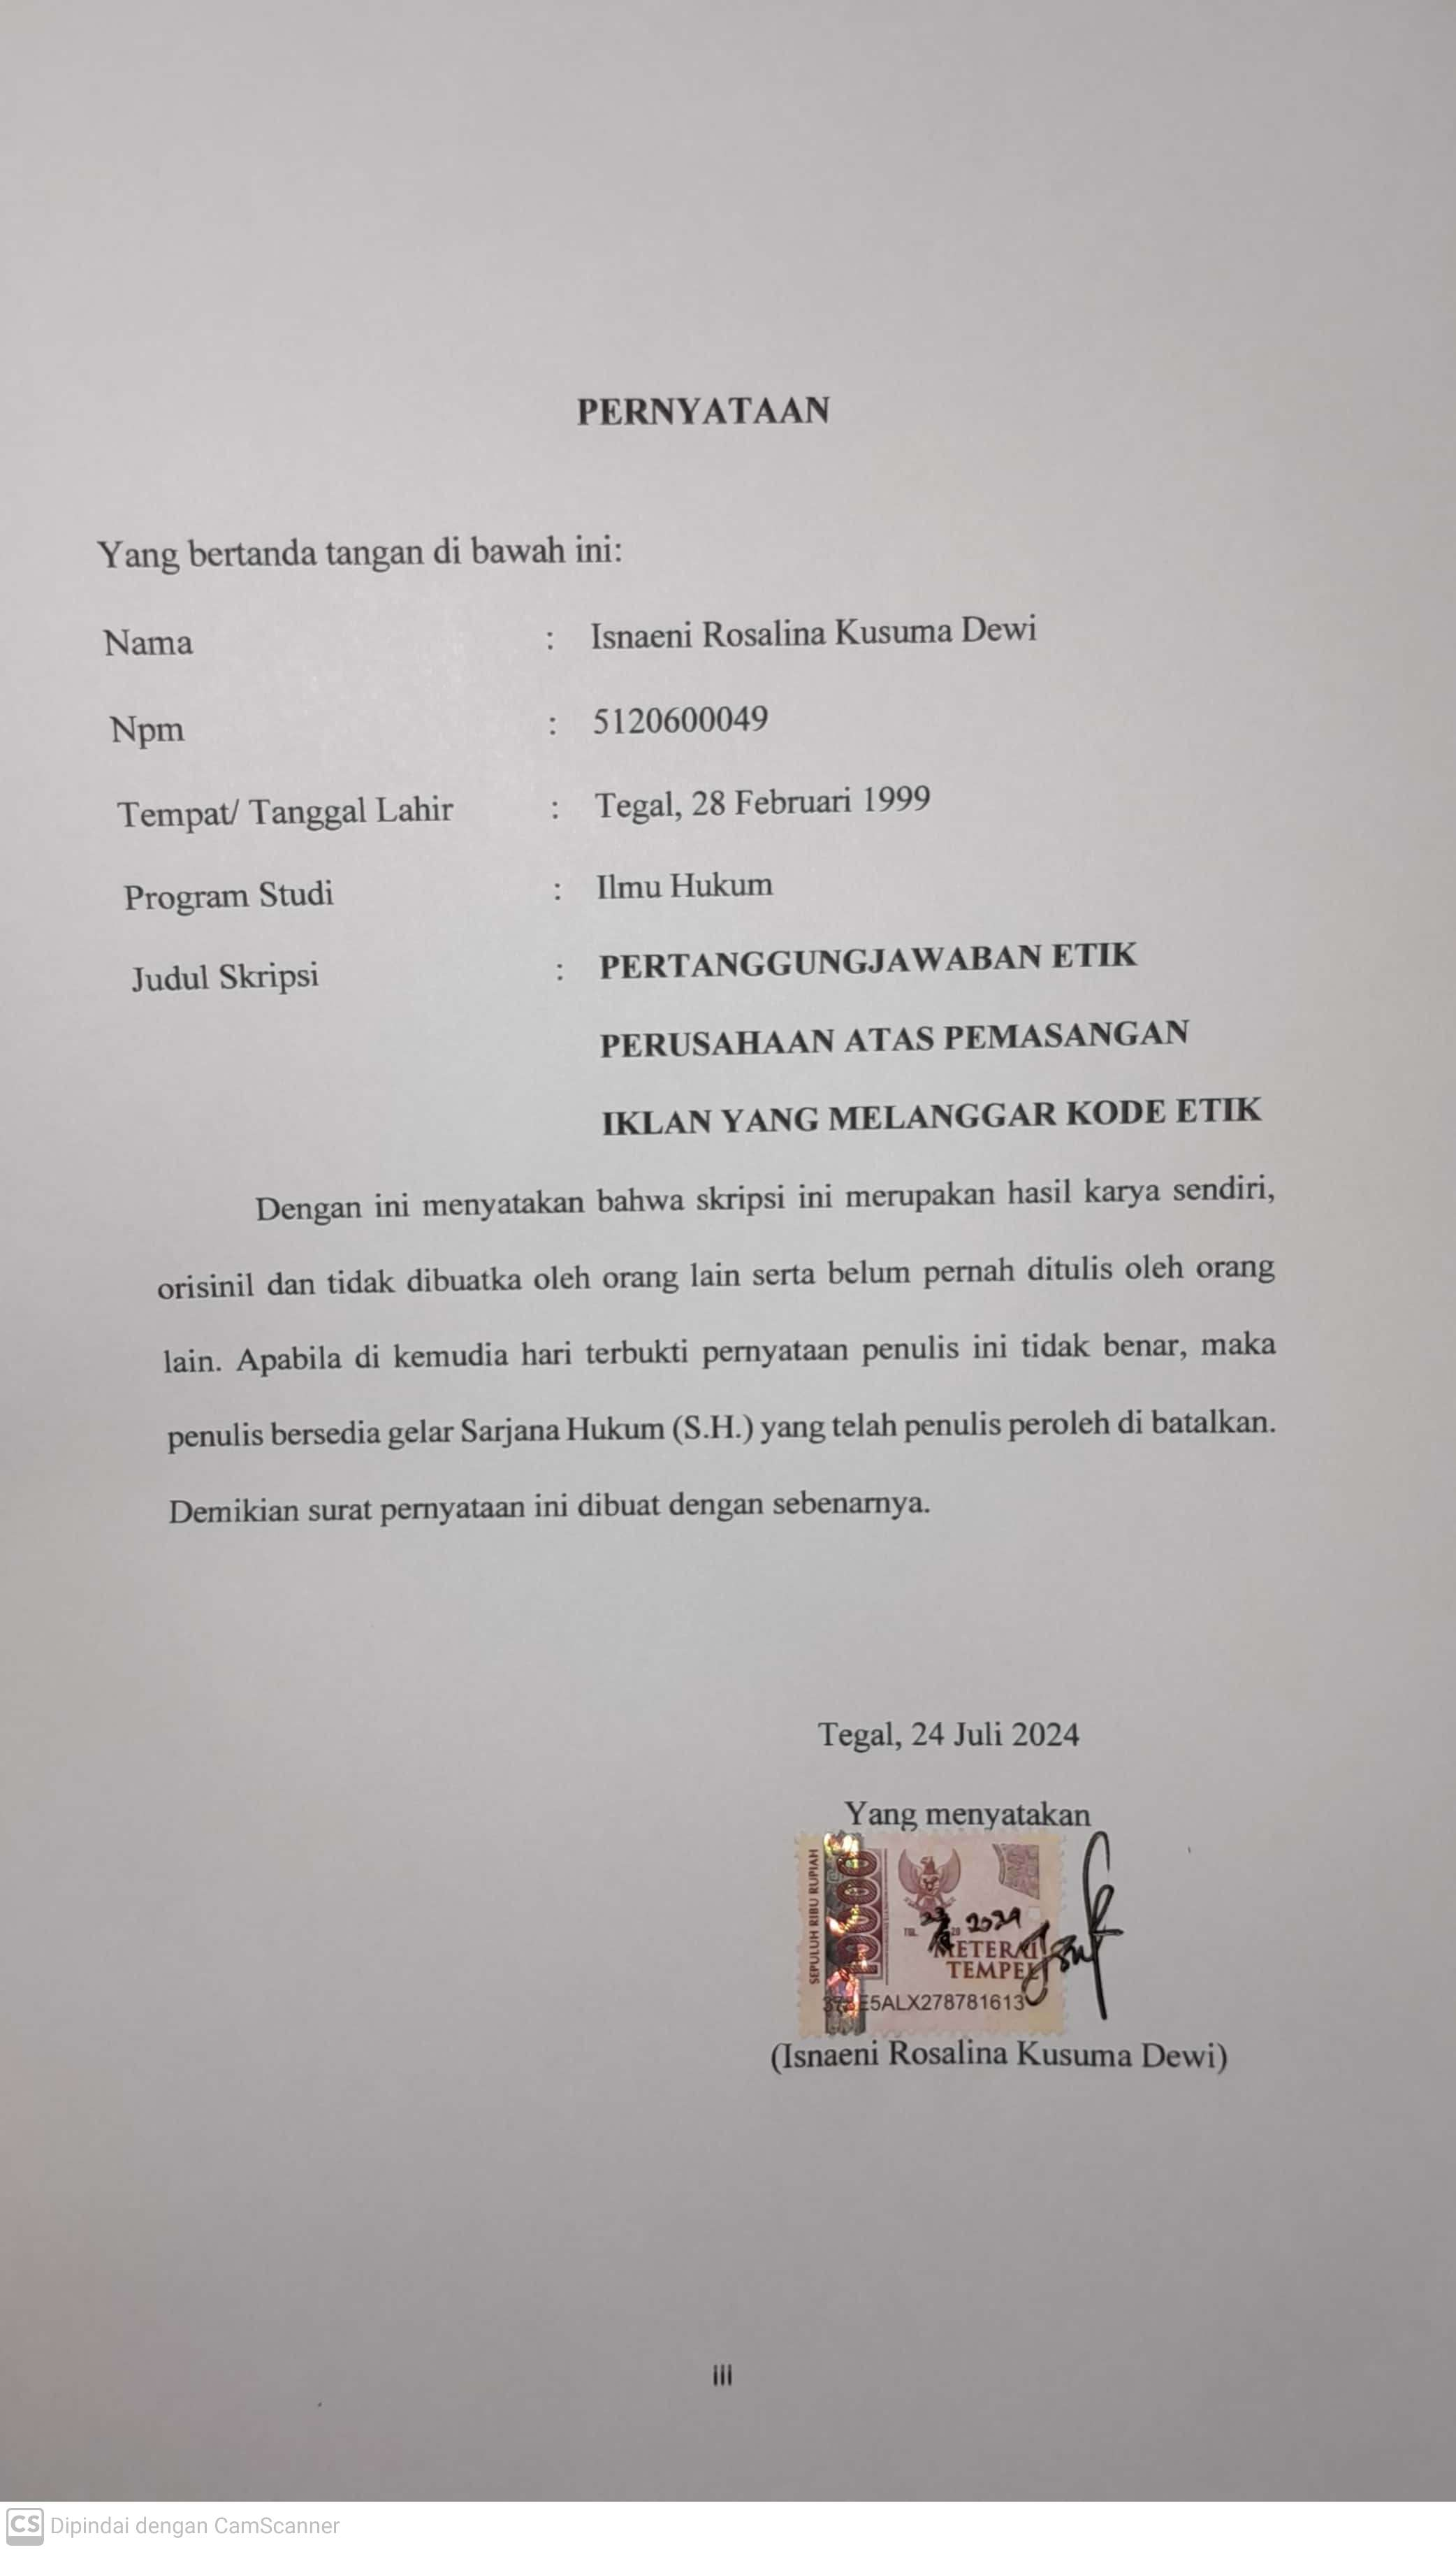 PERNYATAAN
Yang bertanda tangan di bawah ini:
Nama : Isnaeni Rosalina Kusuma Dewi
Npm : 5120600049
Tempat/ Tanggal Lahir : Tegal, 28 Februari 1999
Program Studi : Ilmu Hukum
Judul Skripsi : PERTANGGUNGJAWABAN ETIK
PERUSAHAAN ATAS PEMASANGAN
IKLAN YANG MELANGGAR KODE ETIK
Dengan ini menyatakan bahwa skripsi ini merupakan hasil karya sendiri,
orisinil dan tidak dibuatka oleh orang lain serta belum pernah ditulis oleh orang
lain. Apabila di kemudia hari terbukti pernyataan penulis ini tidak benar, maka
penulis bersedia gelar Sarjana Hukum (S.H.) yang telah penulis peroleh di batalkan.
Demikian surat pernyataan ini dibuat dengan sebenarnya.
Tegal, 24 Juli 2024
Yang menyatakan
SEPULUH RIBU RUPIAH
10000
TGL. 20 2024
METERAI
TEMPEL
E5ALX278781613
(Isnaeni Rosalina Kusuma Dewi)
iii
CS Dipindai dengan CamScanner